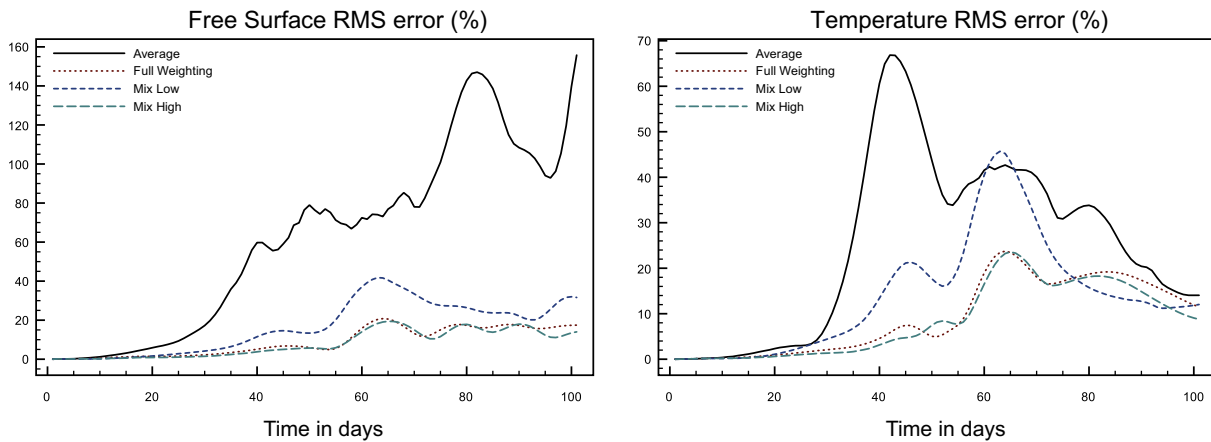 Free Surface RMS error (%)
160
140
120
100
80
60
40
20
0
Average
Full Weighting
Mix Low
Mix High
0 20 40 60 80 100
Time in days
Temperature RMS error (%)
70
60
50
40
30
20
10
0
Average
Full Weighting
Mix Low
Mix High
0 20 40 60 80 100
Time in days